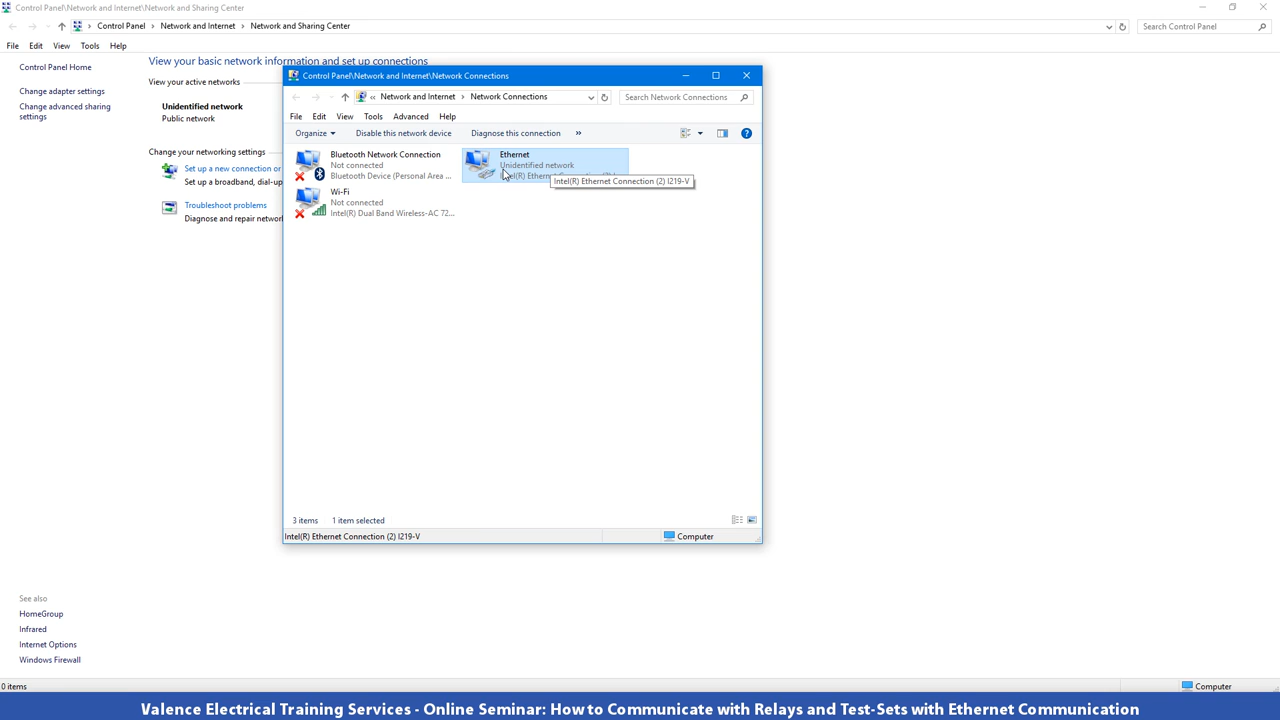 Control Panel\Network and Internet\Network and Sharing Center
Control Panel > Network and Internet > Network and Sharing Center
Search Control Panel
File Edit View Tools Help
Control Panel Home
Change adapter settings
Change advanced sharing
settings
View your basic network information and set up connections
View your active networks
Unidentified network
Public network
Change your networking settings
Set up a new connection or
Set up a broadband, dial-up
Troubleshoot problems
Diagnose and repair network
See also
HomeGroup
Infrared
Internet Options
Windows Firewall
0 items
Computer
Control Panel\Network and Internet\Network Connections
« Network and Internet > Network Connections
Search Network Connections
File Edit View Tools Advanced Help
Organize Disable this network device Diagnose this connection »
Bluetooth Network Connection
Not connected
Bluetooth Device (Personal Area ...
Ethernet
Unidentified network
Intel(R) Ethernet Connection (2) I219-V
Wi-Fi
Not connected
Intel(R) Dual Band Wireless-AC 72...
3 items 1 item selected
Intel(R) Ethernet Connection (2) I219-V
Computer
Valence Electrical Training Services - Online Seminar: How to Communicate with Relays and Test-Sets with Ethernet Communication